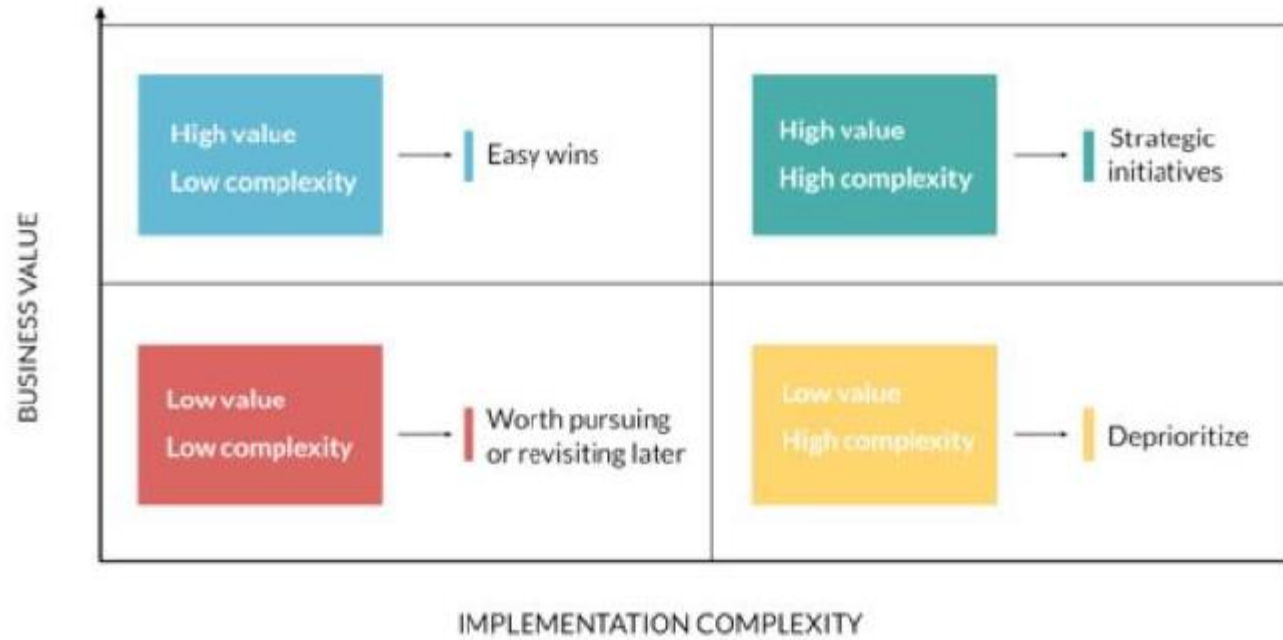 BUSINESS VALUE
High value
Low complexity
Easy wins
High value
High complexity
Strategic
initiatives
Low value
Low complexity
Worth pursuing
or revisiting later
Low value
High complexity
Deprioritize
IMPLEMENTATION COMPLEXITY